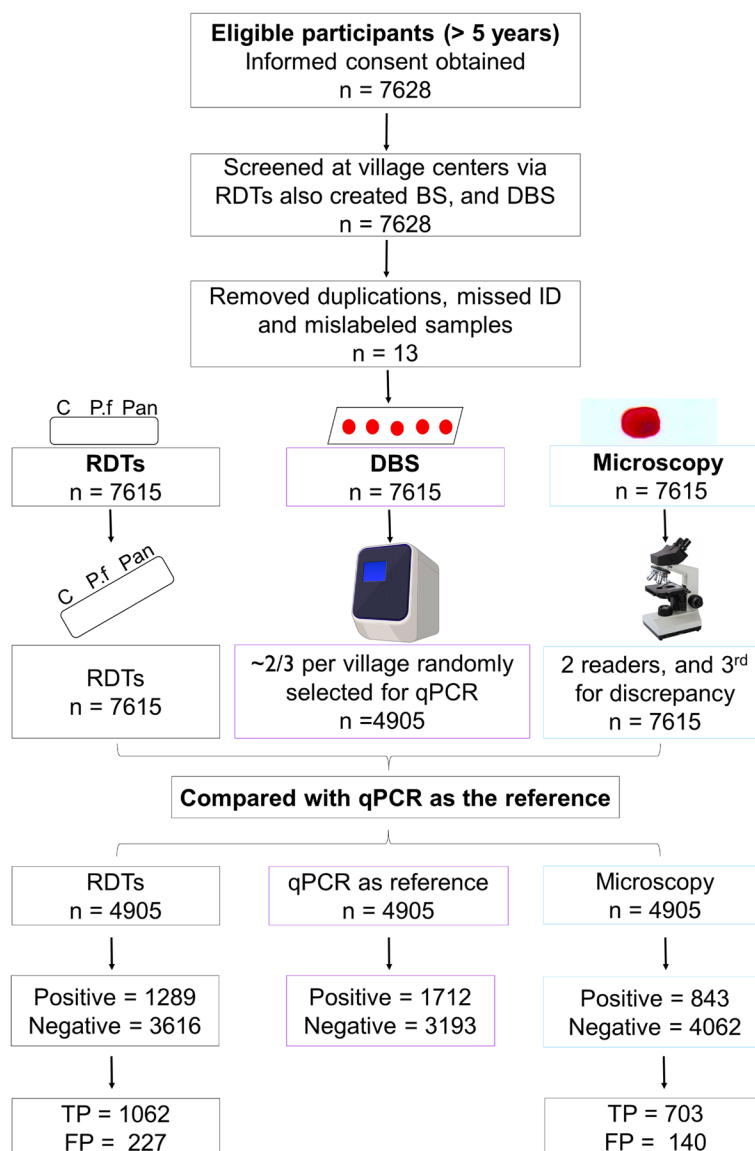 Eligible participants (> 5 years)
Informed consent obtained
n = 7628
Screened at village centers via
RDTs also created BS, and DBS
n = 7628
Removed duplications, missed ID
and mislabeled samples
n = 13
C P.f Pan
RDTs
n = 7615
DBS
n = 7615
Microscopy
n = 7615
C P.f Pan
RDTs
n = 7615
~2/3 per village randomly
selected for qPCR
n =4905
2 readers, and 3rd
for discrepancy
n = 7615
Compared with qPCR as the reference
RDTs
n = 4905
qPCR as reference
n = 4905
Microscopy
n = 4905
Positive = 1289
Negative = 3616
Positive = 1712
Negative = 3193
Positive = 843
Negative = 4062
TP = 1062
FP = 227
TP = 703
FP = 140